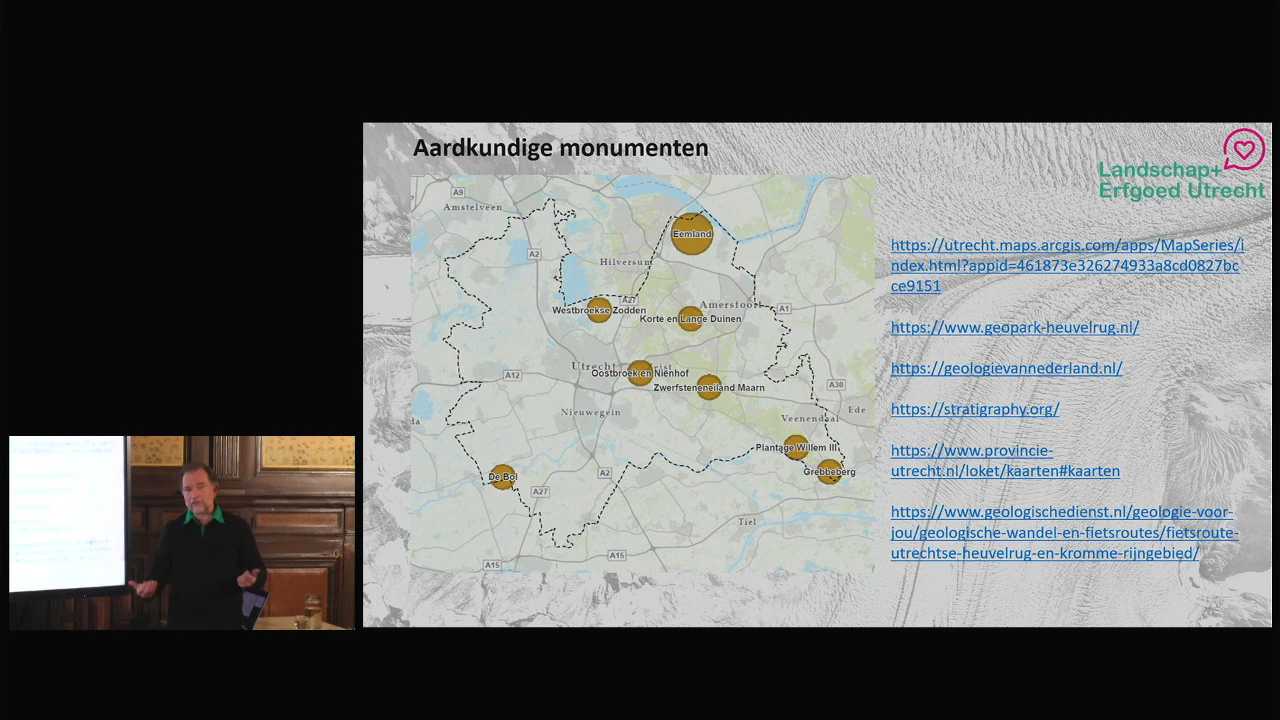 Aardkundige monumenten
Landschap+
Erfgoed Utrecht
A9
Amstelveen
Eemland
A2
Hilversum
A27
Amersfoort
A1
Westbroekse Zodden
Korte en Lange Duinen
Utrecht
Oostbroek en Nienhof
A12
Zwerfsteneneiland Maarn
A30
Nieuwegein
Ede
Veenendaal
Plantage Willem III
Grebbeberg
De Bol
A2
A27
Tiel
A15
A15
https://utrecht.maps.arcgis.com/apps/MapSeries/i
ndex.html?appid=461873e326274933a8cd0827bc
ce9151
https://www.geopark-heuvelrug.nl/
https://geologievannederland.nl/
https://stratigraphy.org/
https://www.provincie-
utrecht.nl/loket/kaarten#kaarten
https://www.geologischedienst.nl/geologie-voor-
jou/geologische-wandel-en-fietsroutes/fietsroute-
utrechtse-heuvelrug-en-kromme-rijngebied/